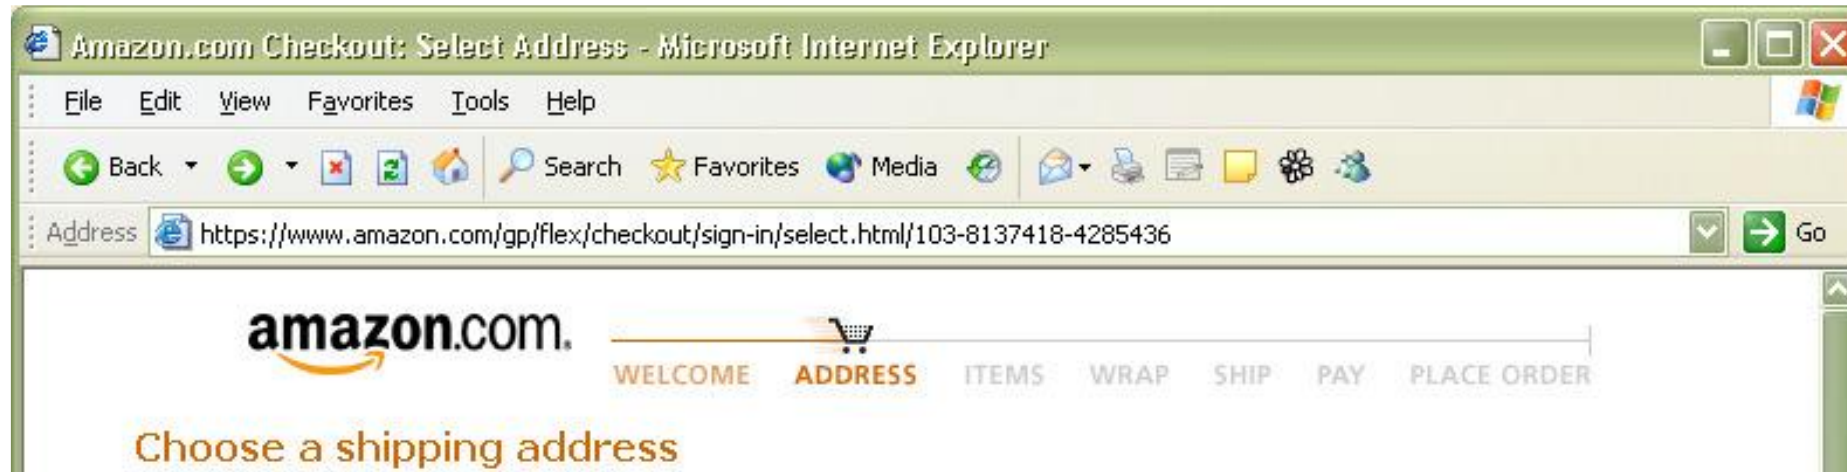 Amazon.com Checkout: Select Address - Microsoft Internet Explorer
File Edit View Favorites Tools Help
Back Search Favorites Media
Address https://www.amazon.com/gp/flex/checkout/sign-in/select.html/103-8137418-4285436 Go
amazon.com.
WELCOME ADDRESS ITEMS WRAP SHIP PAY PLACE ORDER
Choose a shipping address